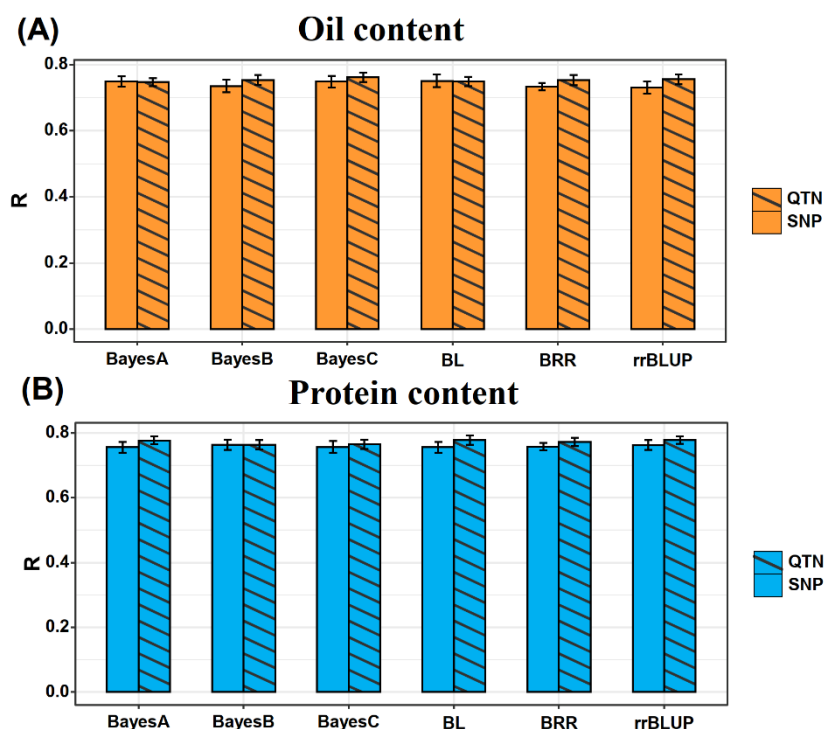 (A) Oil content
0.8
0.6
0.4
0.2
0.0
R
BayesA BayesB BayesC BL BRR rrBLUP
QTN
SNP
(B) Protein content
0.8
0.6
0.4
0.2
0.0
R
BayesA BayesB BayesC BL BRR rrBLUP
QTN
SNP